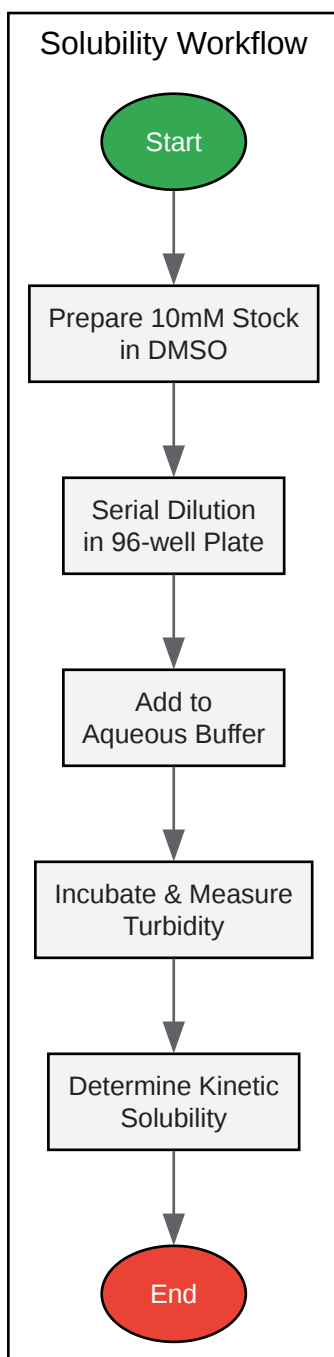 Solubility Workflow
Start
Prepare 10mM Stock
in DMSO
Serial Dilution
in 96-well Plate
Add to
Aqueous Buffer
Incubate & Measure
Turbidity
Determine Kinetic
Solubility
End